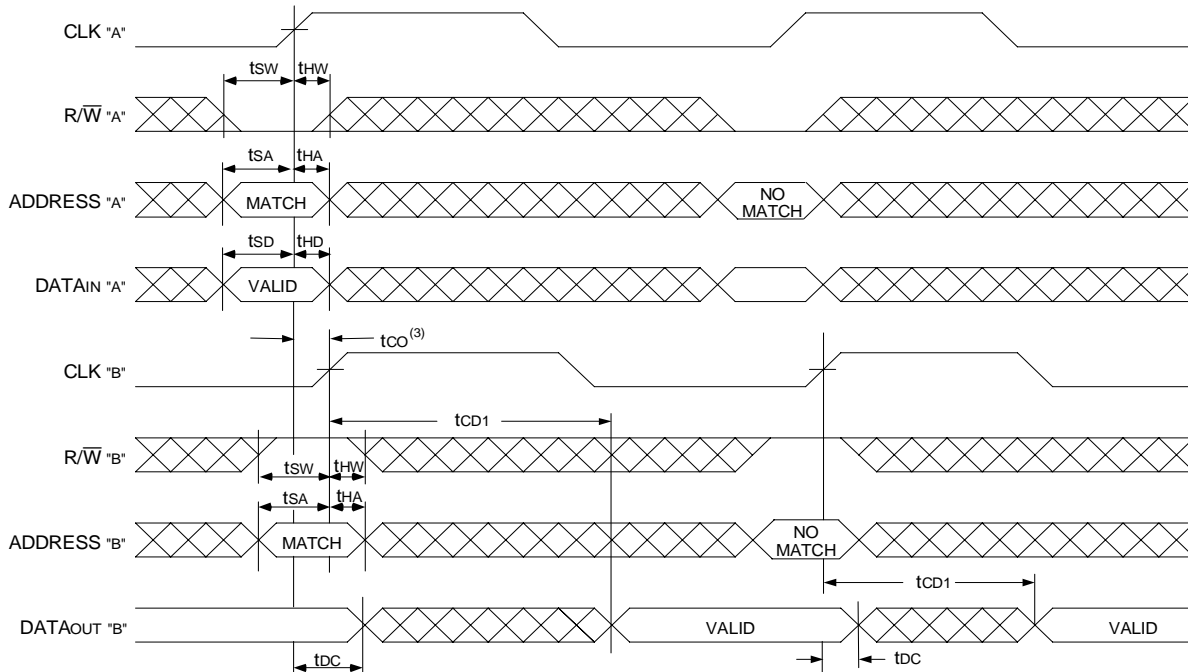 CLK "A"
tSW tHW
R/W̅ "A"
tSA tHA
ADDRESS "A" MATCH NO MATCH
tSD tHD
DATAIN "A" VALID
tCO(3)
CLK "B"
tCD1
R/W̅ "B"
tSW tHW
tSA tHA
ADDRESS "B" MATCH NO MATCH
tCD1
DATAOUT "B" VALID VALID
tDC tDC